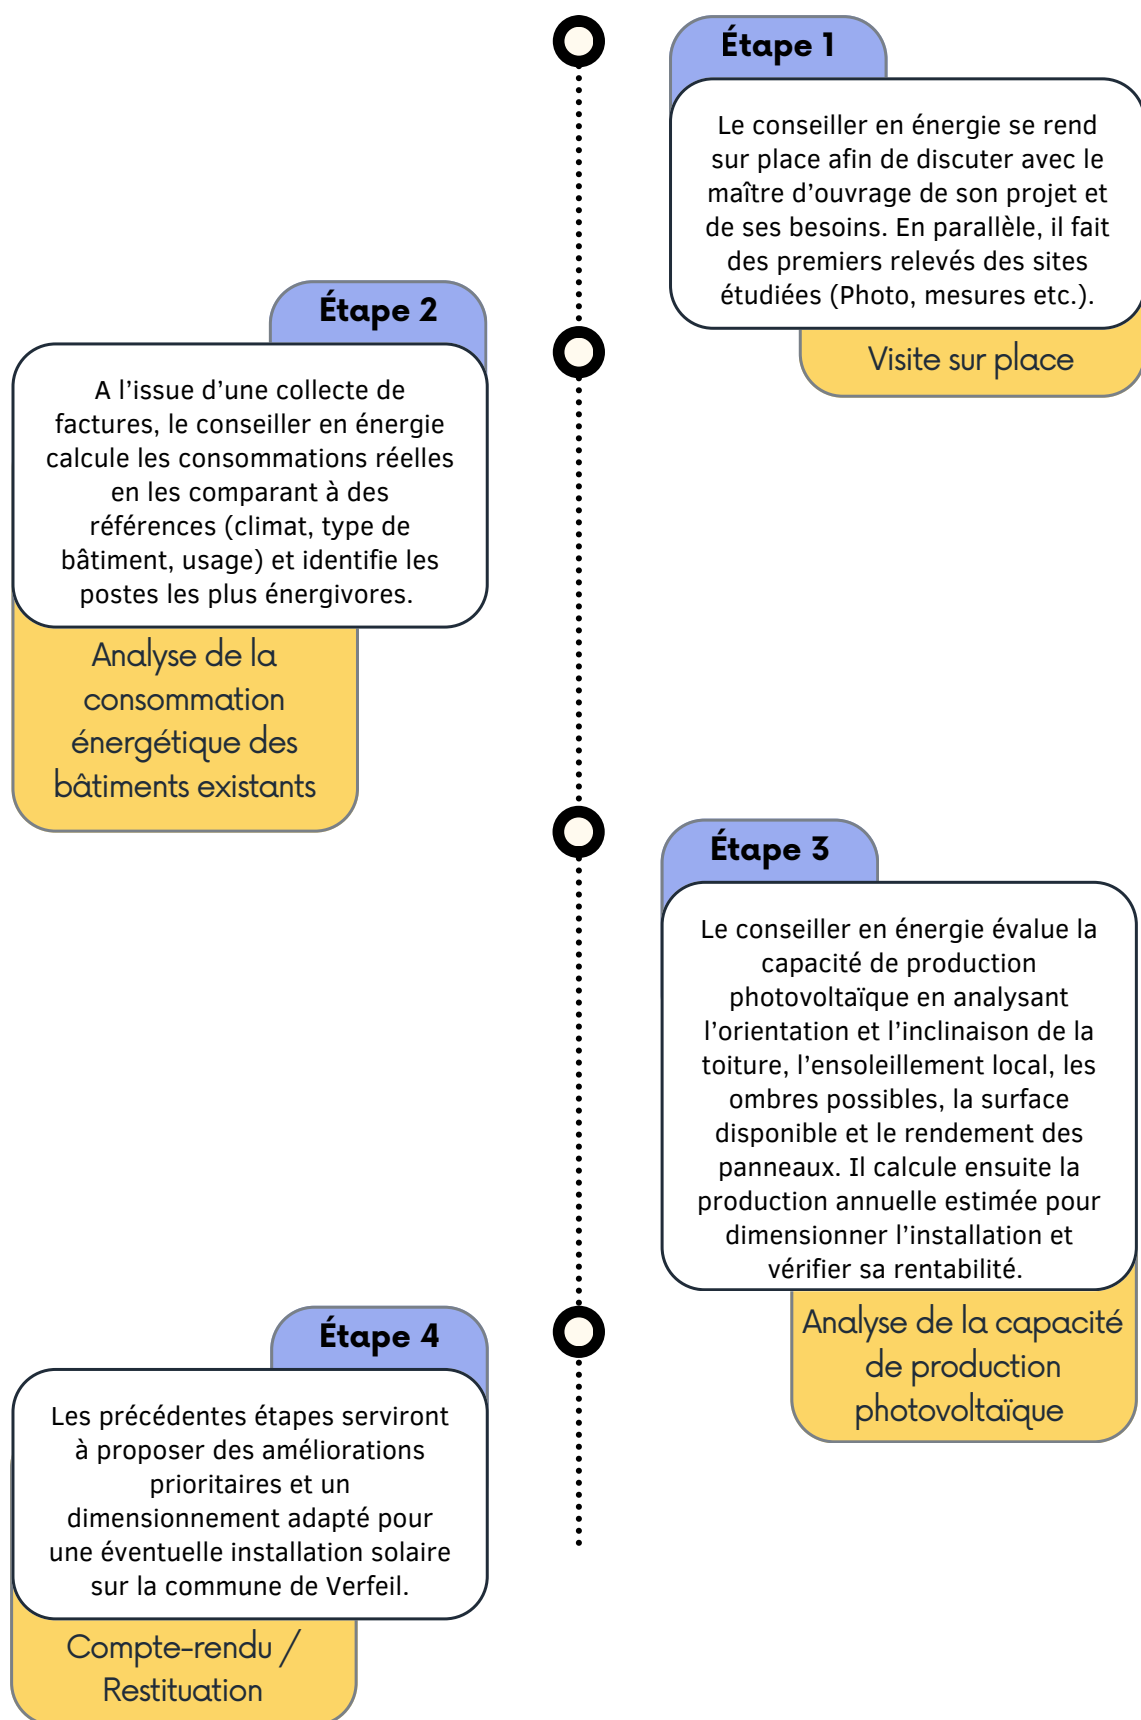 Étape 1
Le conseiller en énergie se rend
sur place afin de discuter avec le
maître d'ouvrage de son projet et
de ses besoins. En parallèle, il fait
des premiers relevés des sites
étudiées (Photo, mesures etc.).
Visite sur place
Étape 2
A l'issue d'une collecte de
factures, le conseiller en énergie
calcule les consommations réelles
en les comparant à des
références (climat, type de
bâtiment, usage) et identifie les
postes les plus énergivores.
Analyse de la
consommation
énergétique des
bâtiments existants
Étape 3
Le conseiller en énergie évalue la
capacité de production
photovoltaïque en analysant
l'orientation et l'inclinaison de la
toiture, l'ensoleillement local, les
ombres possibles, la surface
disponible et le rendement des
panneaux. Il calcule ensuite la
production annuelle estimée pour
dimensionner l'installation et
vérifier sa rentabilité.
Analyse de la capacité
de production
photovoltaïque
Étape 4
Les précédentes étapes serviront
à proposer des améliorations
prioritaires et un
dimensionnement adapté pour
une éventuelle installation solaire
sur la commune de Verfeil.
Compte-rendu /
Restituation